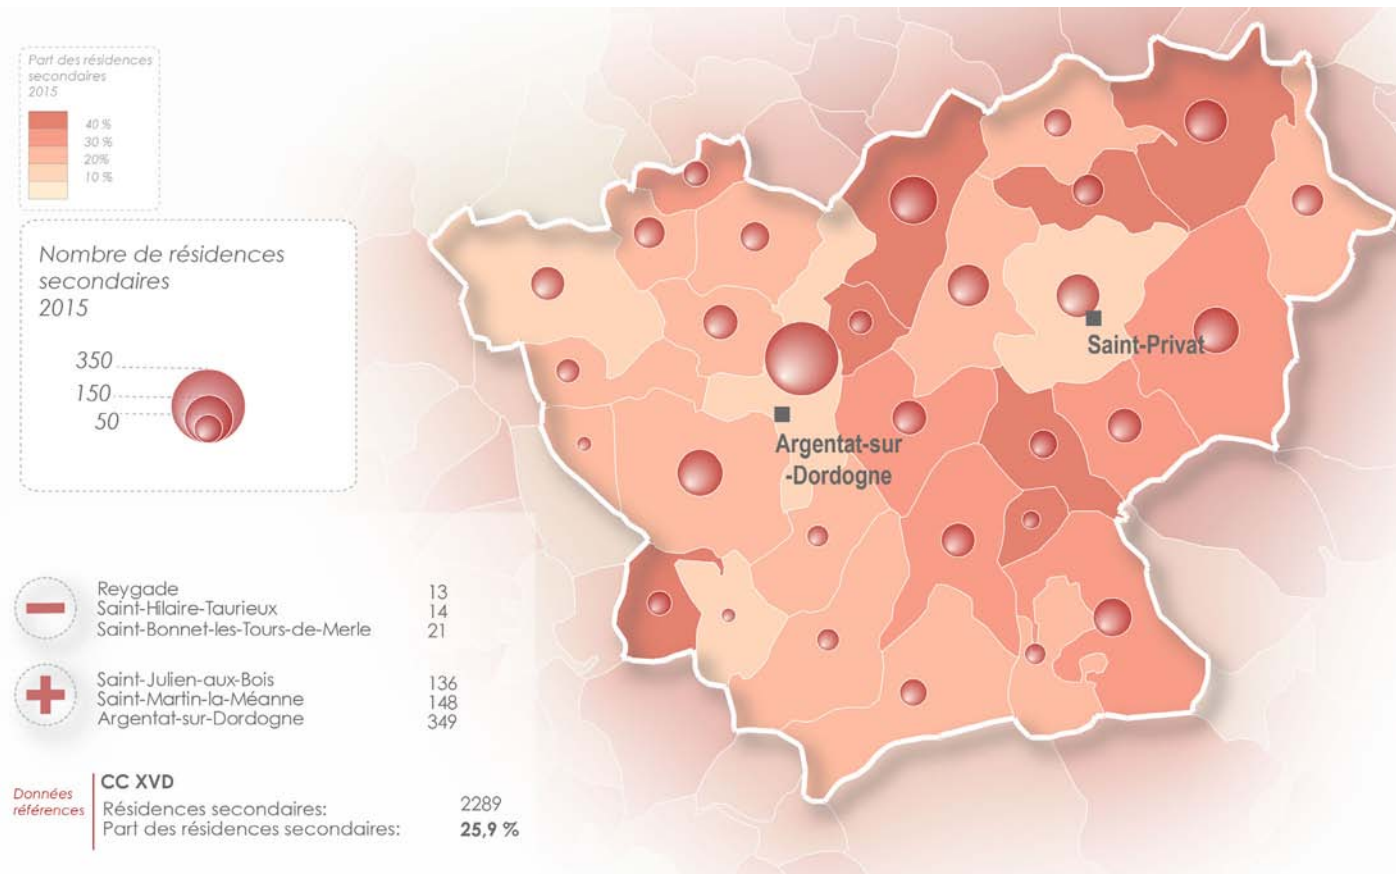 Part des résidences
secondaires
2015
40 %
30 %
20%
10 %
Nombre de résidences
secondaires
2015
350
150
50
Saint-Privat
Argentat-sur
-Dordogne
Reygade 13
Saint-Hilaire-Taurieux 14
Saint-Bonnet-les-Tours-de-Merle 21
Saint-Julien-aux-Bois 136
Saint-Martin-la-Méanne 148
Argentat-sur-Dordogne 349
Données
références
CC XVD
Résidences secondaires: 2289
Part des résidences secondaires: 25,9 %